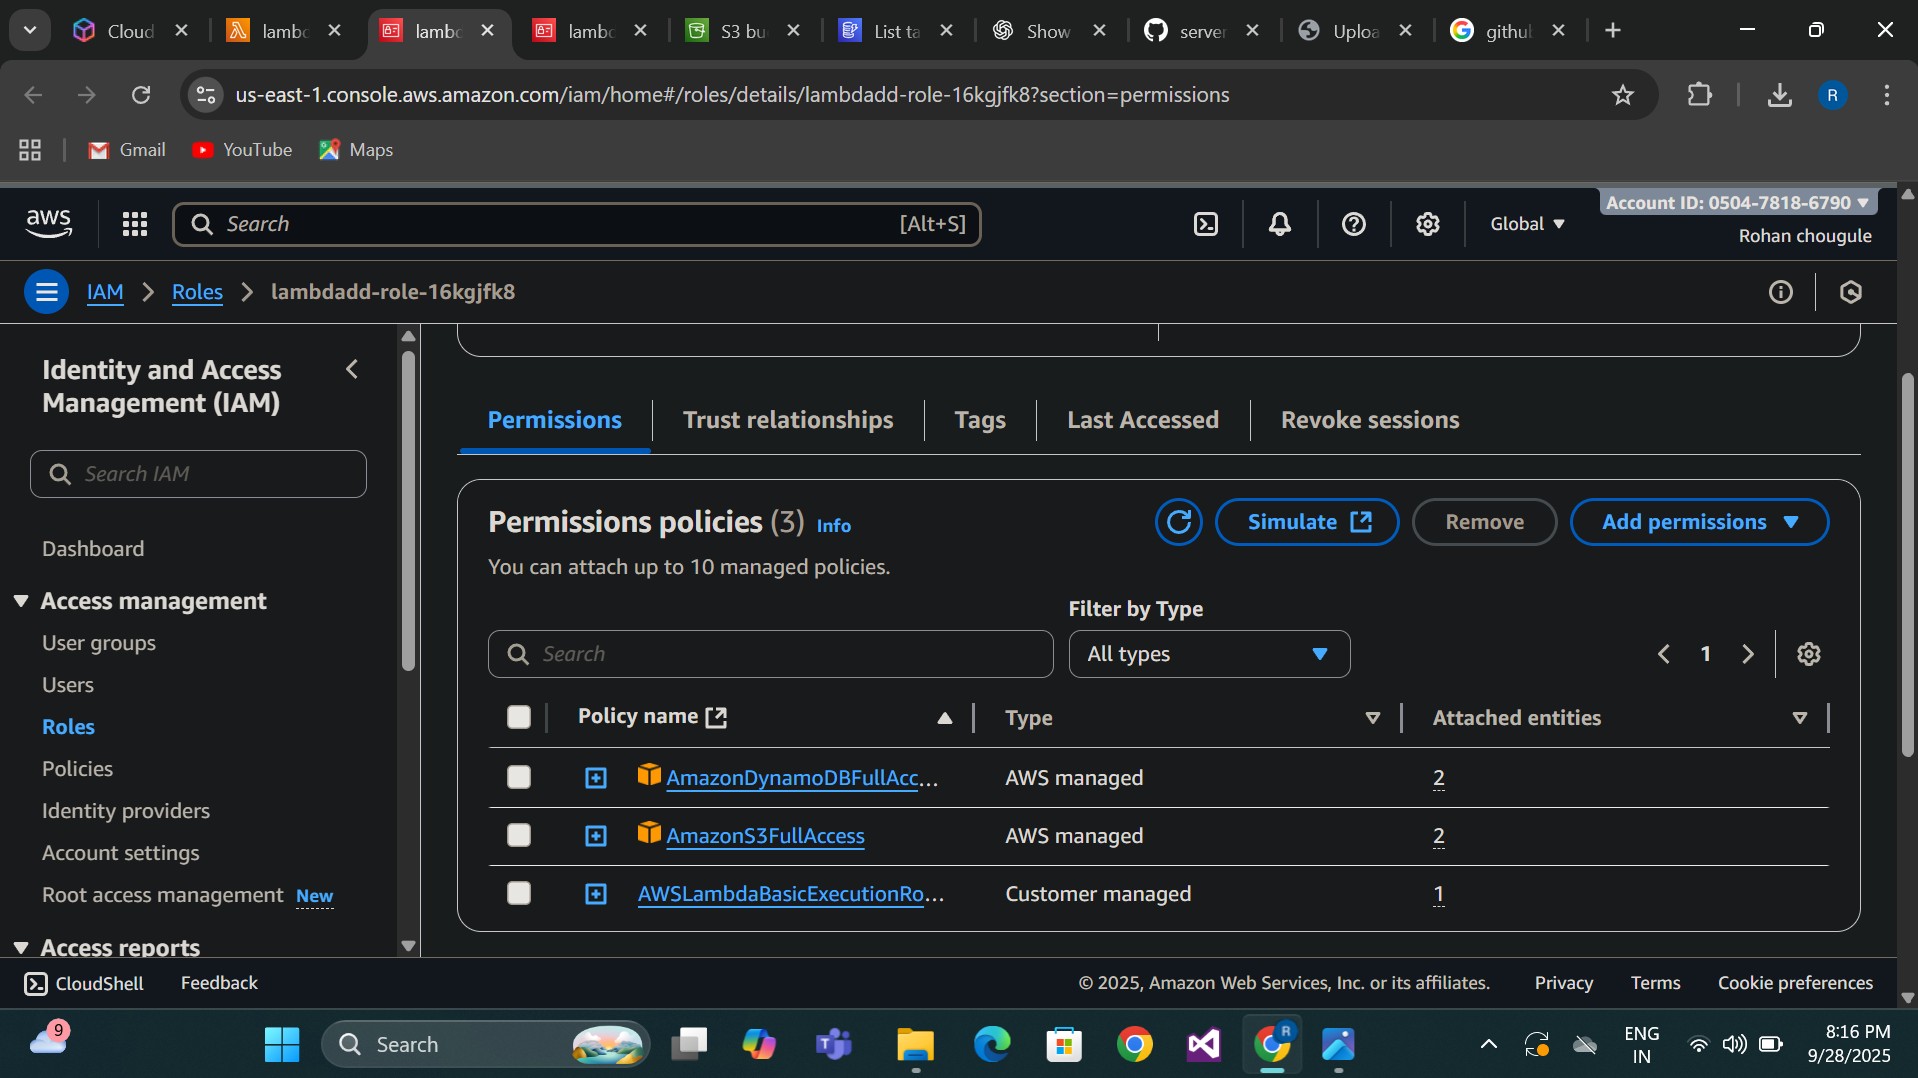 Cloud
lambc
lambc
lambc
S3 bu
List ta
Show
server
Uploa
githul
us-east-1.console.aws.amazon.com/iam/home#/roles/details/lambdadd-role-16kgjfk8?section=permissions
R
Gmail
YouTube
Maps
aws
Search
[Alt+S]
Global
Account ID: 0504-7818-6790
Rohan chougule
IAM
Roles
lambdadd-role-16kgjfk8
Identity and Access
Management (IAM)
Search IAM
Dashboard
Access management
User groups
Users
Roles
Policies
Identity providers
Account settings
Root access management New
Access reports
Permissions
Trust relationships
Tags
Last Accessed
Revoke sessions
Permissions policies (3) Info
Simulate
Remove
Add permissions
You can attach up to 10 managed policies.
Filter by Type
Search
All types
1
Policy name
Type
Attached entities
AmazonDynamoDBFullAcc... AWS managed 2
AmazonS3FullAccess AWS managed 2
AWSLambdaBasicExecutionRo... Customer managed 1
CloudShell
Feedback
© 2025, Amazon Web Services, Inc. or its affiliates.
Privacy
Terms
Cookie preferences
9
Search
R
ENG
IN
8:16 PM
9/28/2025